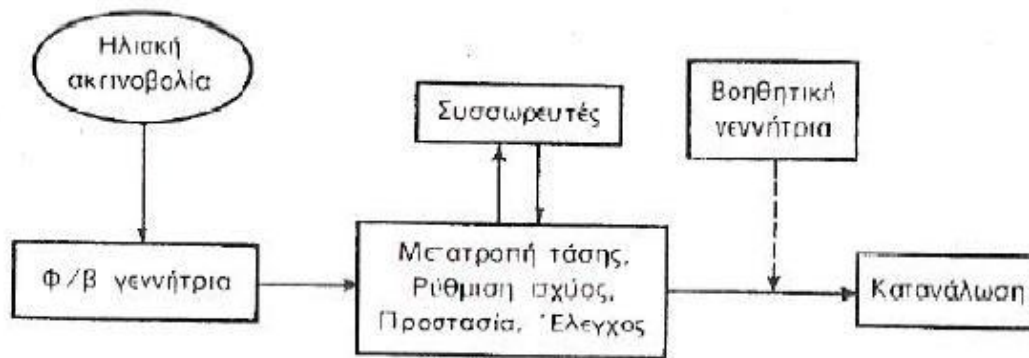 Ηλιακή
ακτινοβολία
Συσσωρευτές
Βοηθητική
γεννήτρια
Φ/β γεννήτρια
Μετατροπή τάσης,
Ρύθμιση ισχύος,
Προστασία, Έλεγχος
Κατανάλωση